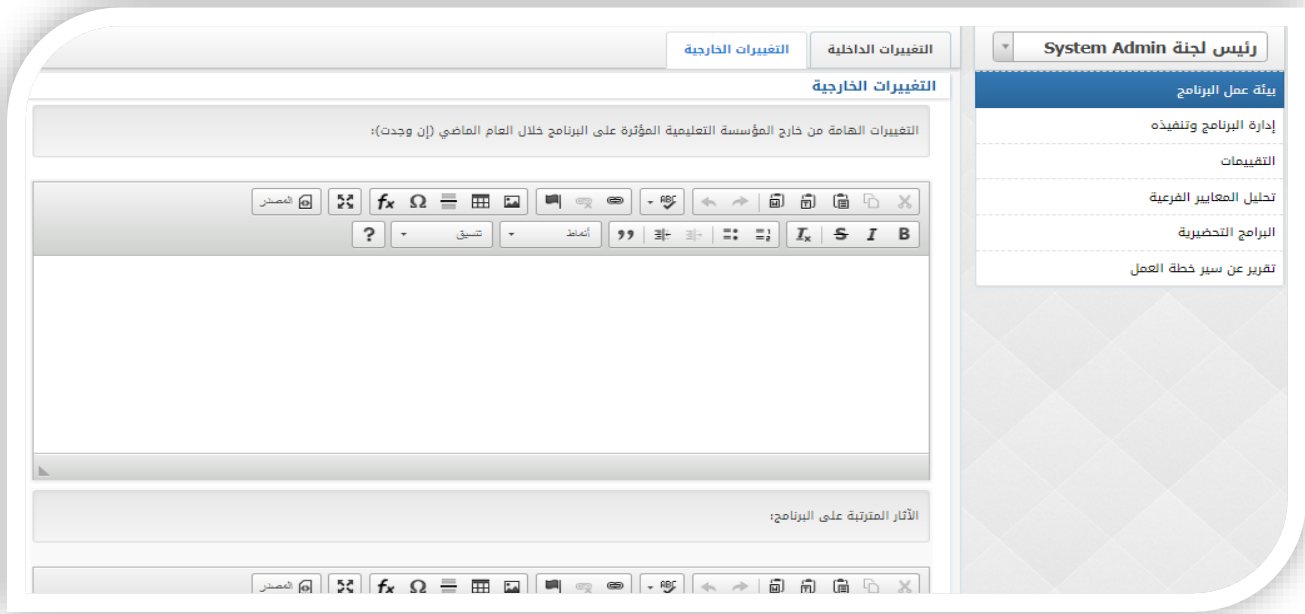 رئيس لجنة System Admin
بيئة عمل البرنامج
إدارة البرنامج وتنفيذه
التقييمات
تحليل المعايير الفرعية
البرامج التحضيرية
تقرير عن سير خطة العمل
التغييرات الداخلية التغييرات الخارجية
التغييرات الخارجية
التغييرات الهامة من خارج المؤسسة التعليمية المؤثرة على البرنامج خلال العام الماضي (إن وجدت):
المصدر
B I S أنماط تنسيق ?
الآثار المترتبة على البرنامج:
المصدر